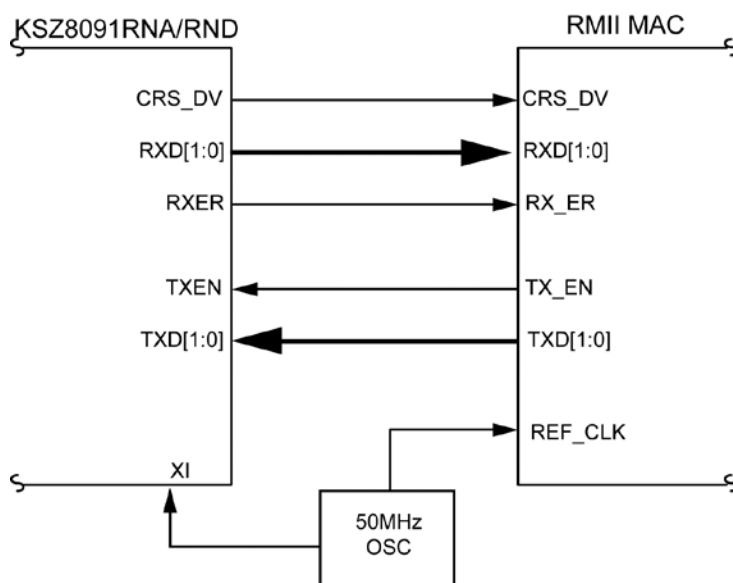 KSZ8091RNA/RND
RMII MAC
CRS_DV
CRS_DV
RXD[1:0]
RXD[1:0]
RXER
RX_ER
TXEN
TX_EN
TXD[1:0]
TXD[1:0]
REF_CLK
XI
50MHz
OSC